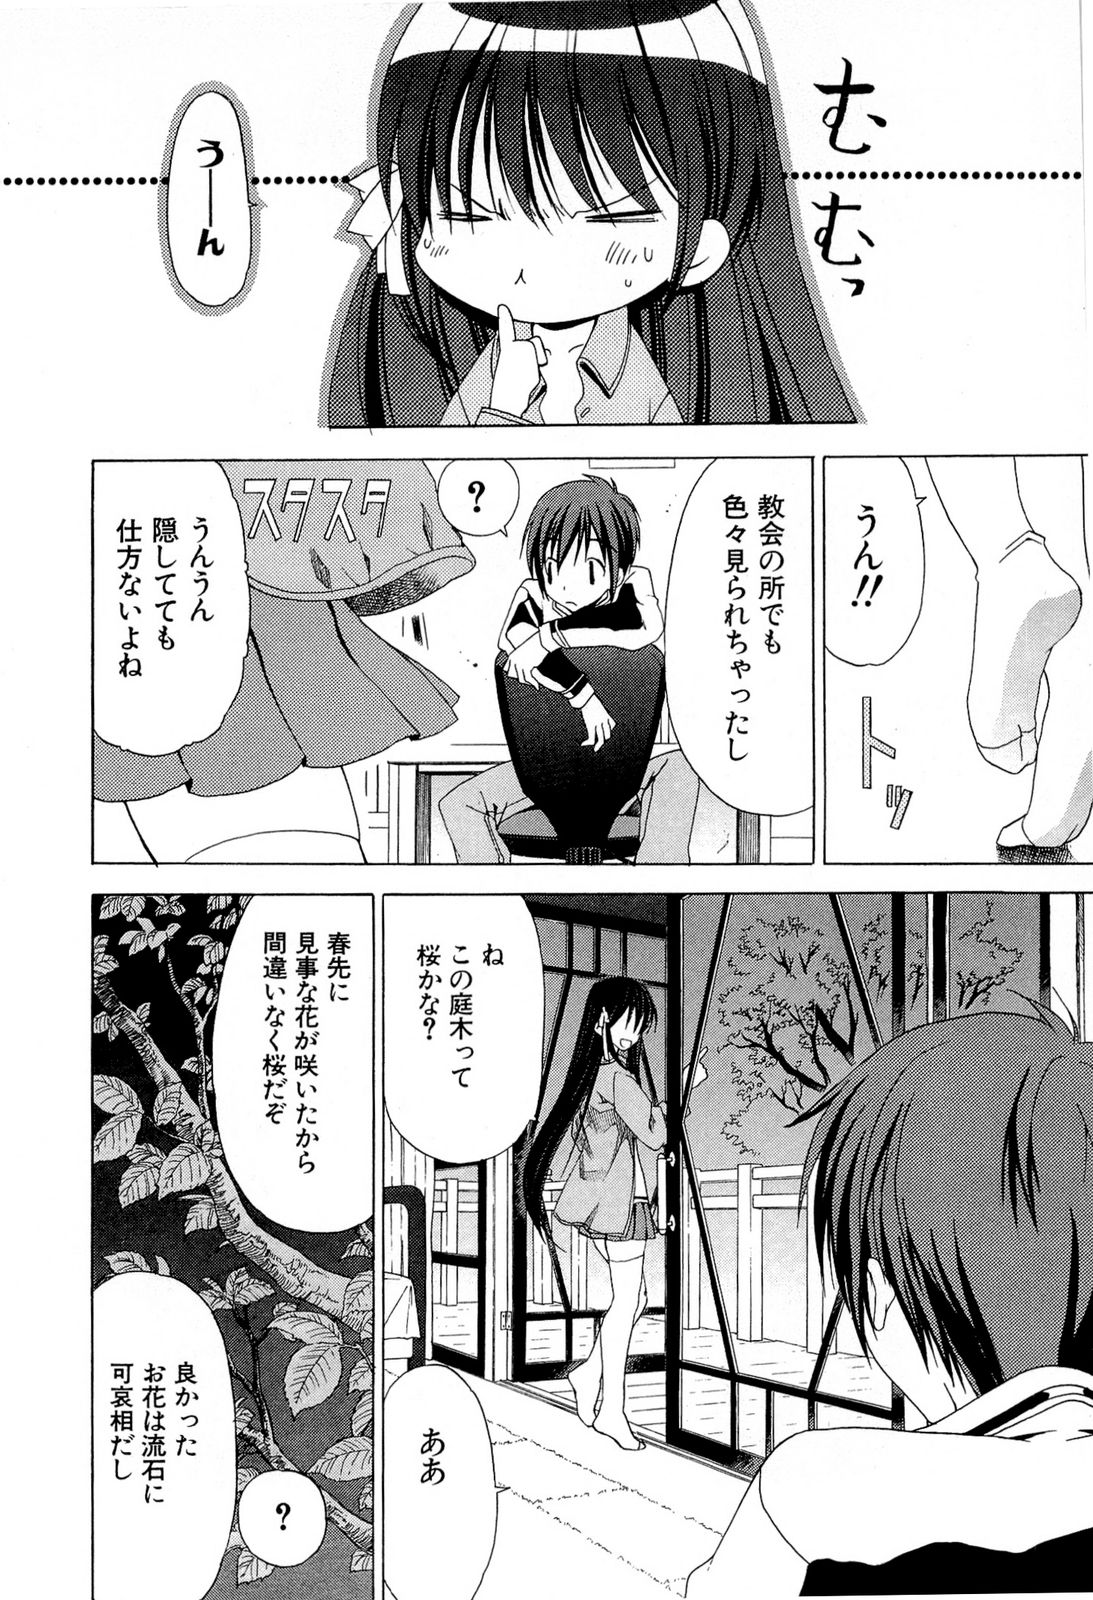 むむっ
うーん
うん!!
トッ
教会の所でも
色々見られちゃったし
?
スタスタ
うんうん
隠してても
仕方ないよね
ね
この庭木って
桜かな?
ああ
春先に
見事な花が咲いたから
間違いなく桜だぞ
良かった
お花は流石に
可哀相だし
?